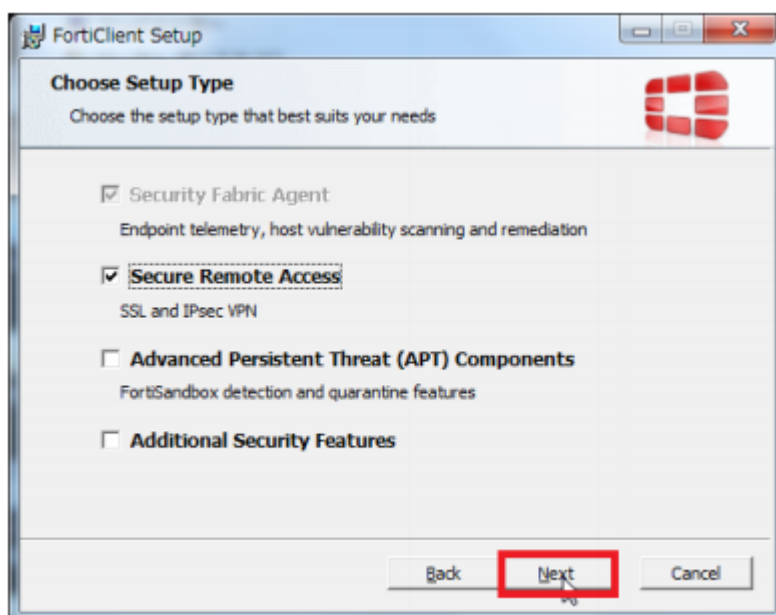 FortiClient Setup
Choose Setup Type
Choose the setup type that best suits your needs
Security Fabric Agent
Endpoint telemetry, host vulnerability scanning and remediation
Secure Remote Access
SSL and IPsec VPN
Advanced Persistent Threat (APT) Components
FortiSandbox detection and quarantine features
Additional Security Features
Back Next Cancel